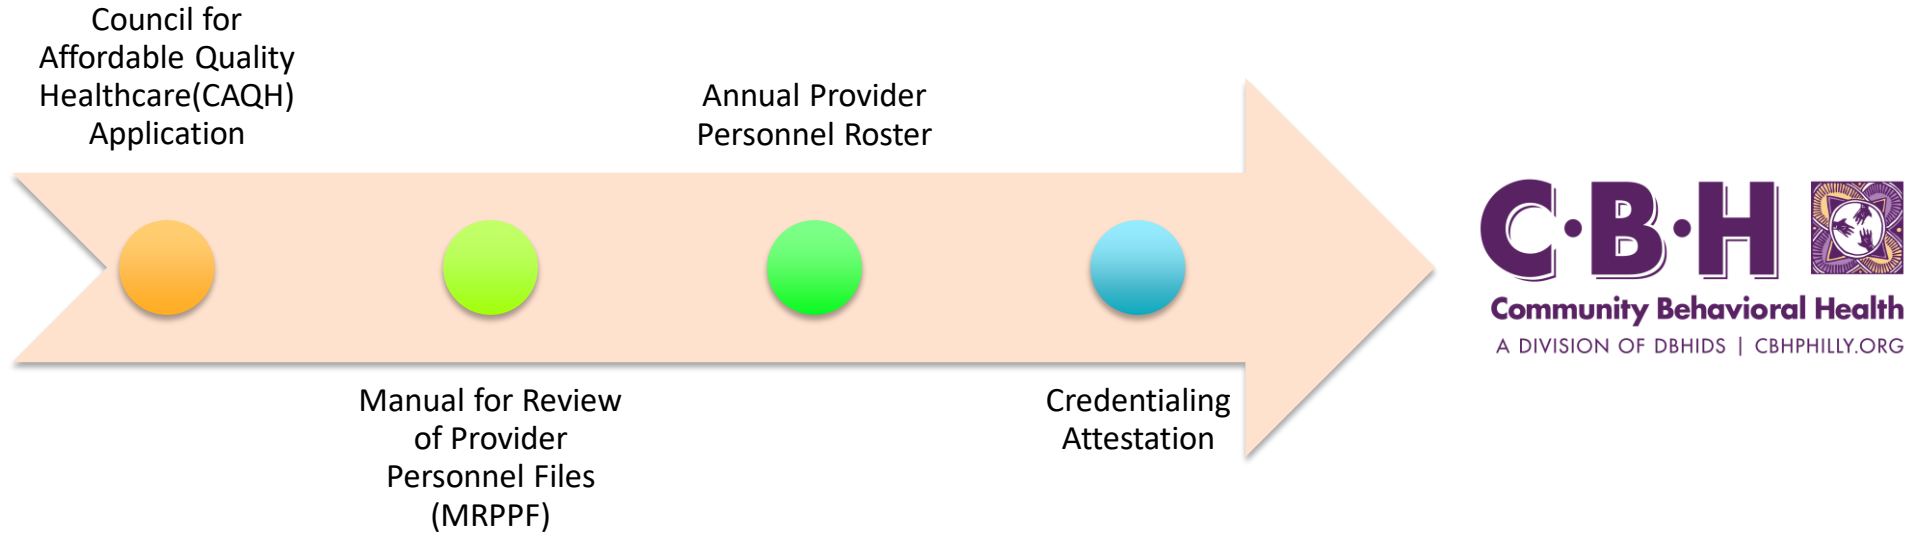 Council for
Affordable Quality
Healthcare(CAQH)
Application
Manual for Review
of Provider
Personnel Files
(MRPPF)
Annual Provider
Personnel Roster
Credentialing
Attestation
C·B·H
Community Behavioral Health
A DIVISION OF DBHIDS | CBHPHILLY.ORG